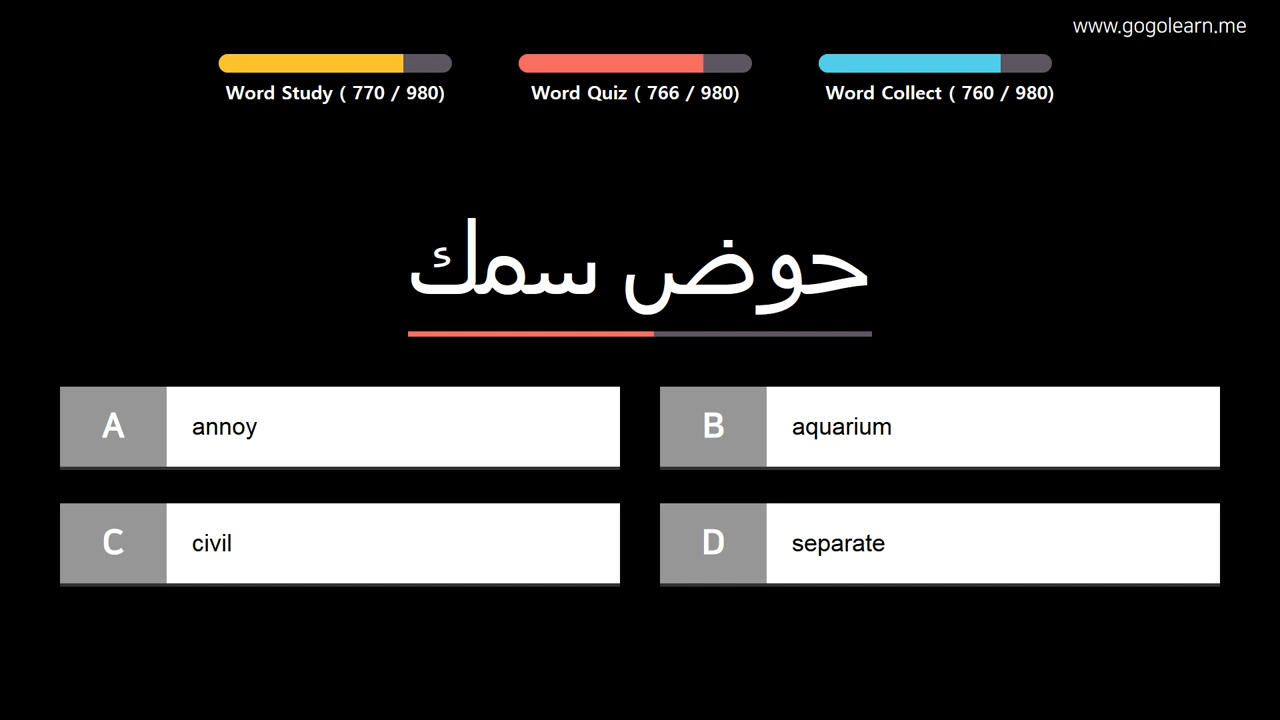 www.gogolearn.me
Word Study ( 770 / 980)
Word Quiz ( 766 / 980)
Word Collect ( 760 / 980)
حوض سمك
A annoy
B aquarium
C civil
D separate